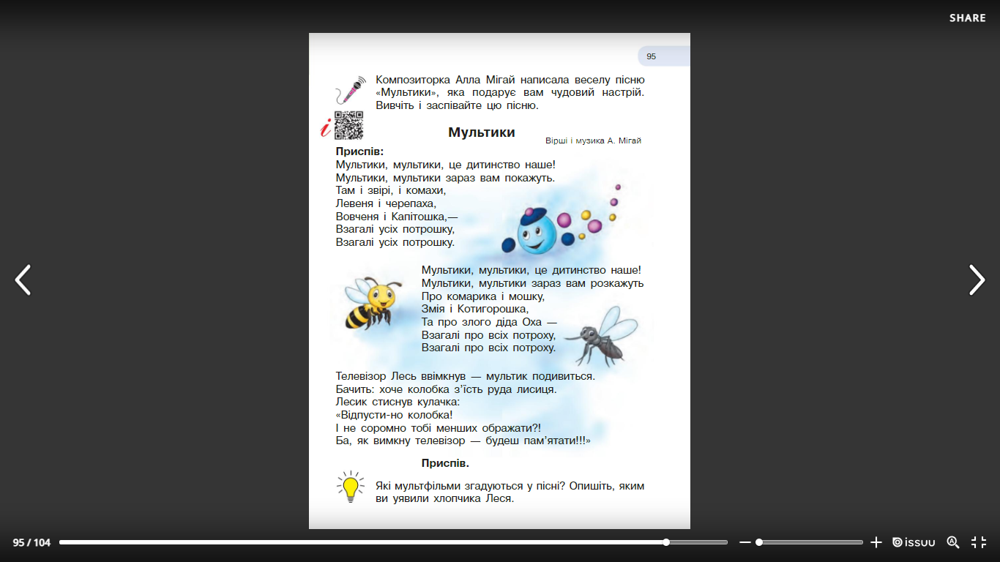 SHARE
95
Композиторка Алла Мігай написала веселу пісню
«Мультики», яка подарує вам чудовий настрій.
Вивчіть і заспівайте цю пісню.
i
Мультики
Вірші і музика А. Мігай
Приспів:
Мультики, мультики, це дитинство наше!
Мультики, мультики зараз вам покажуть.
Там і звірі, і комахи,
Левеня і черепаха,
Вовченя і Капітошка,—
Взагалі усіх потрошку,
Взагалі усіх потрошку.
Мультики, мультики, це дитинство наше!
Мультики, мультики зараз вам розкажуть
Про комарика і мошку,
Змія і Котигорошка,
Та про злого діда Оха —
Взагалі про всіх потроху,
Взагалі про всіх потроху.
Телевізор Лесь ввімкнув — мультик подивиться.
Бачить: хоче колобка з’їсть руда лисиця.
Лесик стиснув кулачка:
«Відпусти-но колобка!
І не соромно тобі менших ображати?!
Ба, як вимкну телевізор — будеш пам’ятати!!!»
Приспів.
Які мультфільми згадуються у пісні? Опишіть, яким
ви уявили хлопчика Леся.
95 / 104
issuu